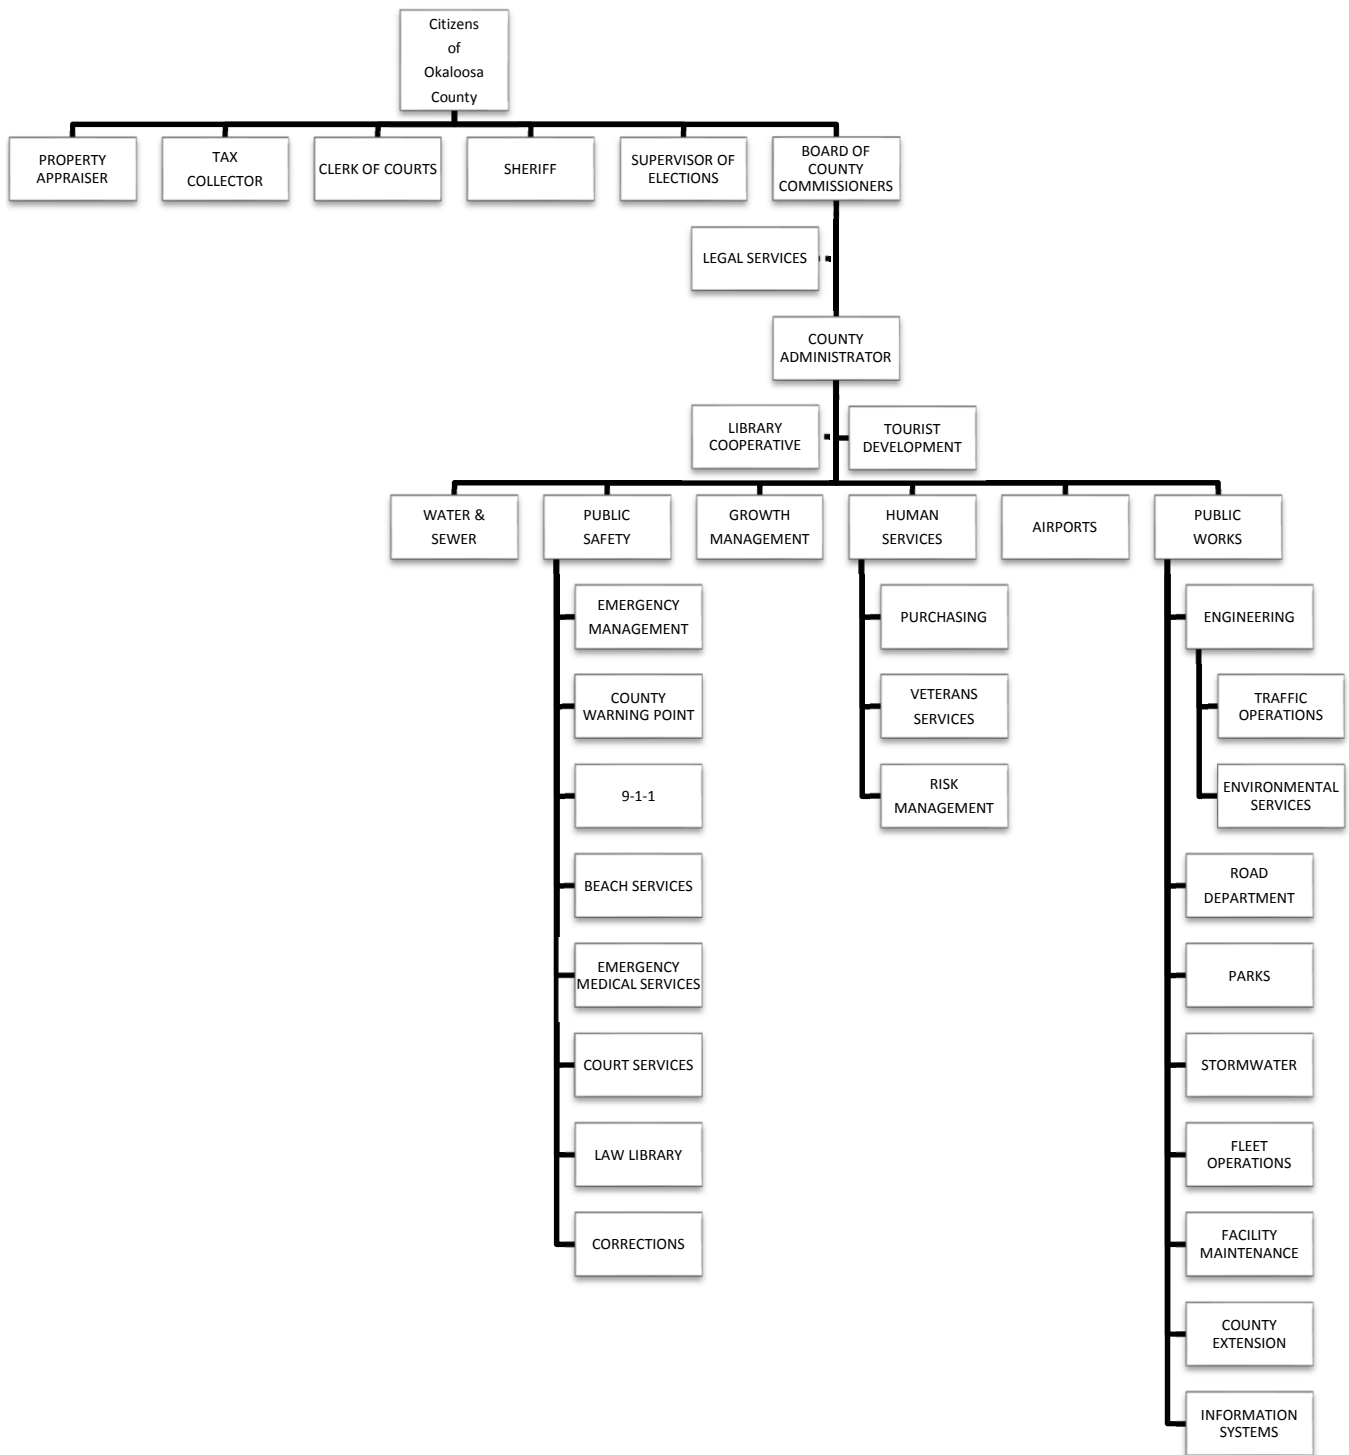 Citizens
of
Okaloosa
County
PROPERTY
APPRAISER
TAX
COLLECTOR
CLERK OF COURTS
SHERIFF
SUPERVISOR OF
ELECTIONS
BOARD OF
COUNTY
COMMISSIONERS
LEGAL SERVICES
COUNTY
ADMINISTRATOR
LIBRARY
COOPERATIVE
TOURIST
DEVELOPMENT
WATER &
SEWER
PUBLIC
SAFETY
GROWTH
MANAGEMENT
HUMAN
SERVICES
AIRPORTS
PUBLIC
WORKS
EMERGENCY
MANAGEMENT
COUNTY
WARNING POINT
9-1-1
BEACH SERVICES
EMERGENCY
MEDICAL SERVICES
COURT SERVICES
LAW LIBRARY
CORRECTIONS
PURCHASING
VETERANS
SERVICES
RISK
MANAGEMENT
ENGINEERING
TRAFFIC
OPERATIONS
ENVIRONMENTAL
SERVICES
ROAD
DEPARTMENT
PARKS
STORMWATER
FLEET
OPERATIONS
FACILITY
MAINTENANCE
COUNTY
EXTENSION
INFORMATION
SYSTEMS